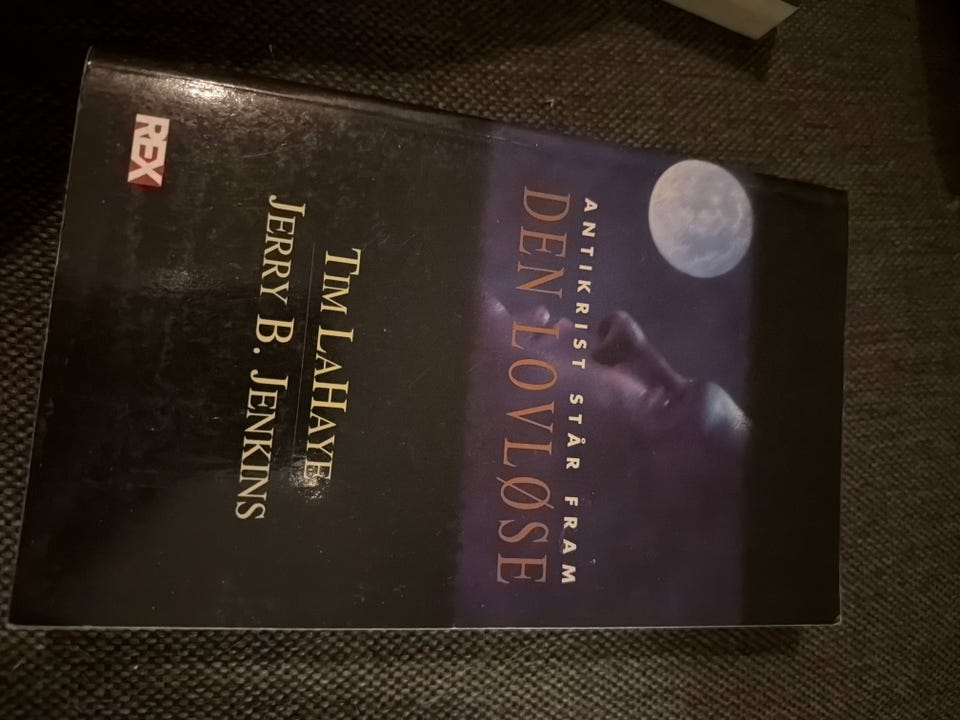 ANTIKRIST STÅR FRAM
DEN LOVLØSE
TIM LAHAYE
JERRY B. JENKINS
REX